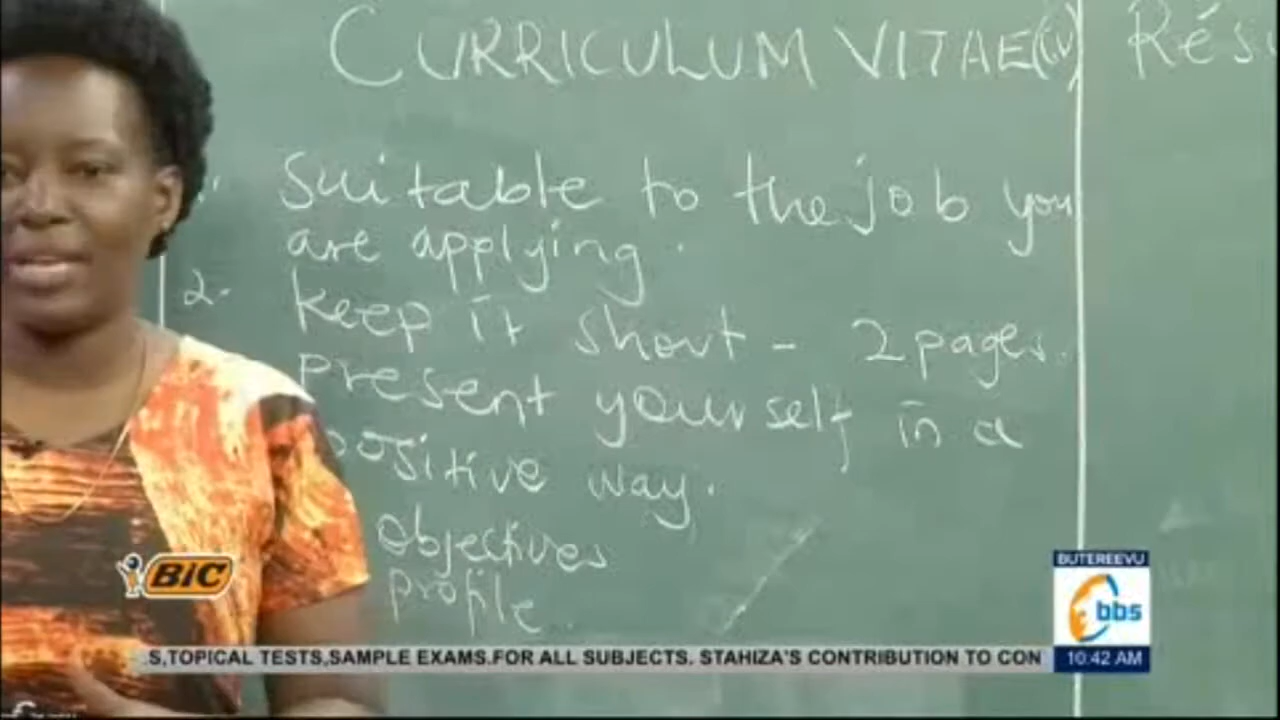 CURRICULUM VITAE(CV)
Suitable to the job you
are applying.
2. Keep it short - 2 pages.
Present yourself in a
positive way.
objectives
profile
BIC
BUTEREEVU
bbs
S,TOPICAL TESTS,SAMPLE EXAMS.FOR ALL SUBJECTS. STAHIZA'S CONTRIBUTION TO CON
10:42 AM